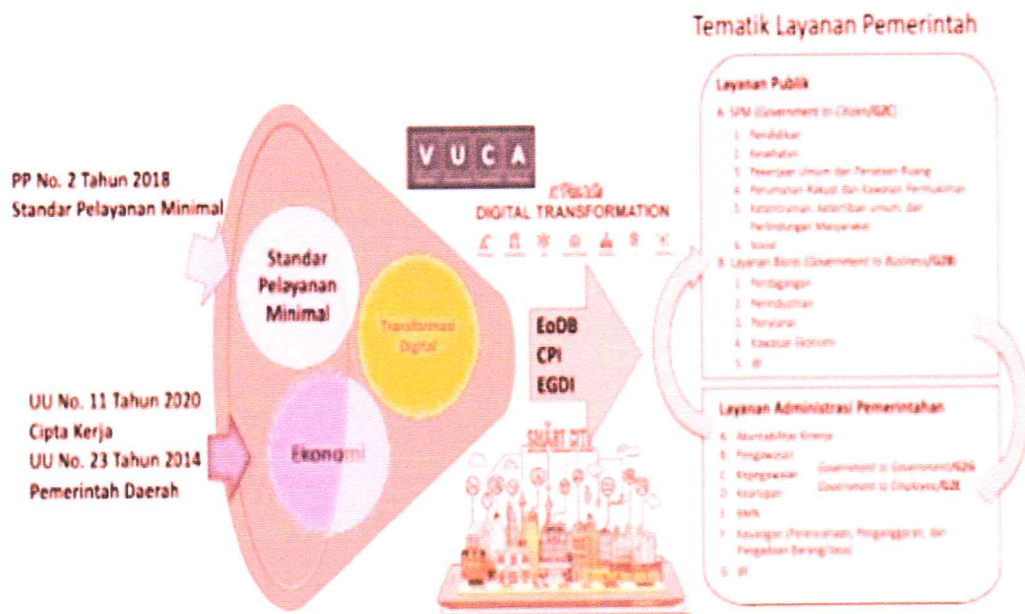 Tematik Layanan Pemerintah
PP No. 2 Tahun 2018
Standar Pelayanan Minimal
UU No. 11 Tahun 2020
Cipta Kerja
UU No. 23 Tahun 2014
Pemerintah Daerah
Standar
Pelayanan
Minimal
Transformasi
Digital
Ekonomi
VUCA
DIGITAL TRANSFORMATION
EoDB
CPI
EGDI
SMART CITY
Layanan Publik
A. SPM (Government to Citizen/G2C)
1. Pendidikan
2. Kesehatan
3. Pekerjaan Umum dan Penataan Ruang
4. Perumahan Rakyat dan Kawasan Permukiman
5. Ketentraman, Ketertiban Umum, dan
Perlindungan Masyarakat
6. Sosial
B. Layanan Bisnis (Government to Business/G2B)
1. Perdagangan
2. Perindustrian
3. Perijinan
4. Kawasan Ekonomi
5. dll
Layanan Administrasi Pemerintahan
A. Akuntabilitas Kinerja
B. Pengawasan
C. Kepegawaian
D. Kearsipan
E. BMN
F. Keuangan (Perencanaan, Penganggaran, dan
Pengadaan Barang/Jasa)
G. dll
Government to Government/G2G
Government to Employee/G2E